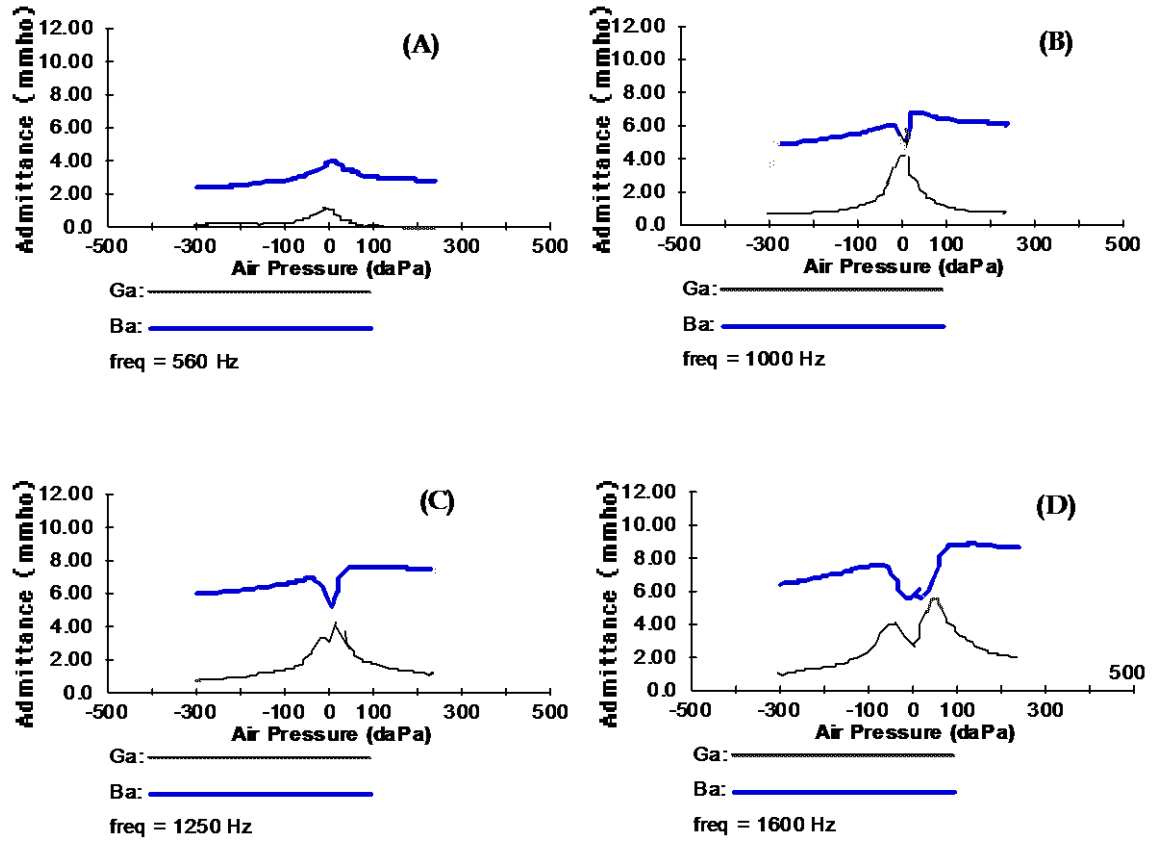 (A)
Admittance (mmho)
12.00
10.00
8.00
6.00
4.00
2.00
0.0
-500 -300 -100 0 100 300 500
Air Pressure (daPa)
Ga:
Ba:
freq = 560 Hz
(B)
Admittance (mmho)
12.00
10.00
8.00
6.00
4.00
2.00
0.0
-500 -300 -100 0 100 300 500
Air Pressure (daPa)
Ga:
Ba:
freq = 1000 Hz
(C)
Admittance (mmho)
12.00
10.00
8.00
6.00
4.00
2.00
0.0
-500 -300 -100 0 100 300 500
Air Pressure (daPa)
Ga:
Ba:
freq = 1250 Hz
(D)
Admittance (mmho)
12.00
10.00
8.00
6.00
4.00
2.00
0.0
500
-500 -300 -100 0 100 300
Air Pressure (daPa)
Ga:
Ba:
freq = 1600 Hz